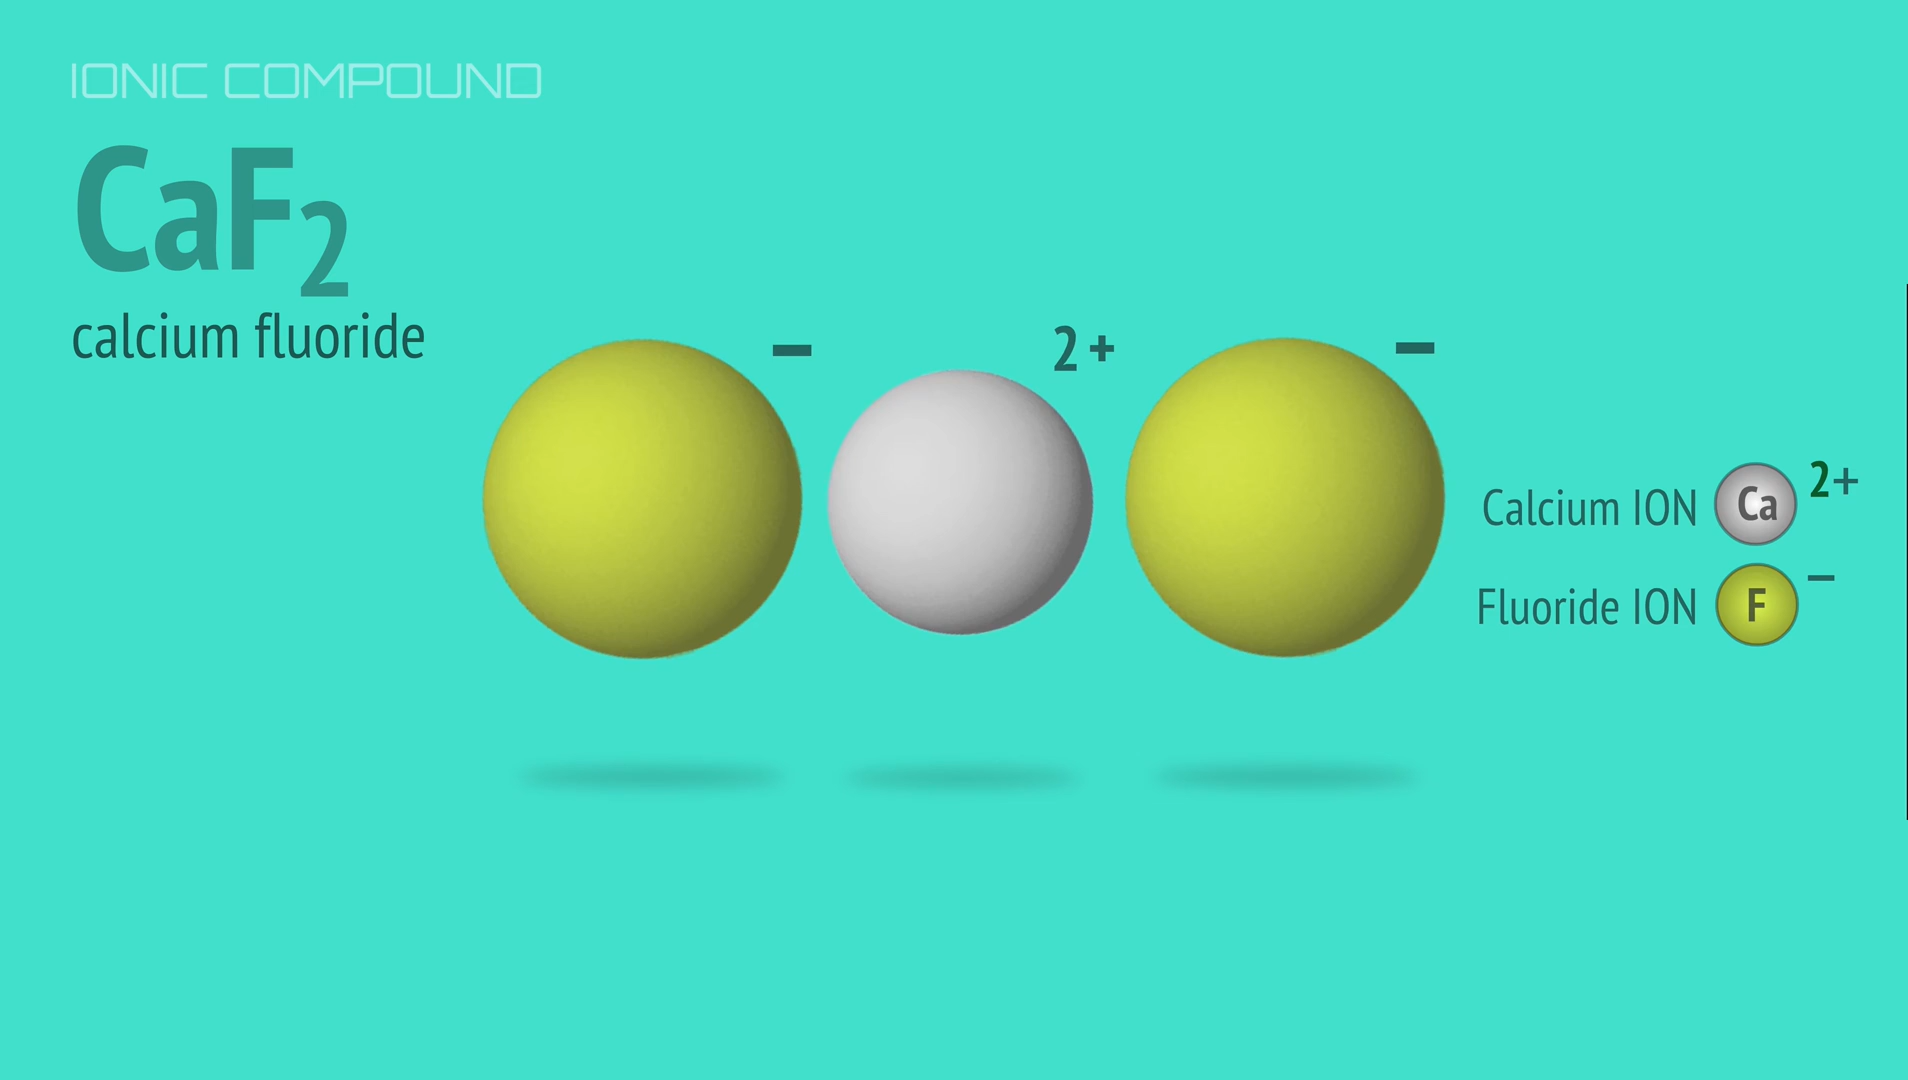 IONIC COMPOUND
CaF₂
calcium fluoride
− 2+ −
Calcium ION Ca 2+
Fluoride ION F −